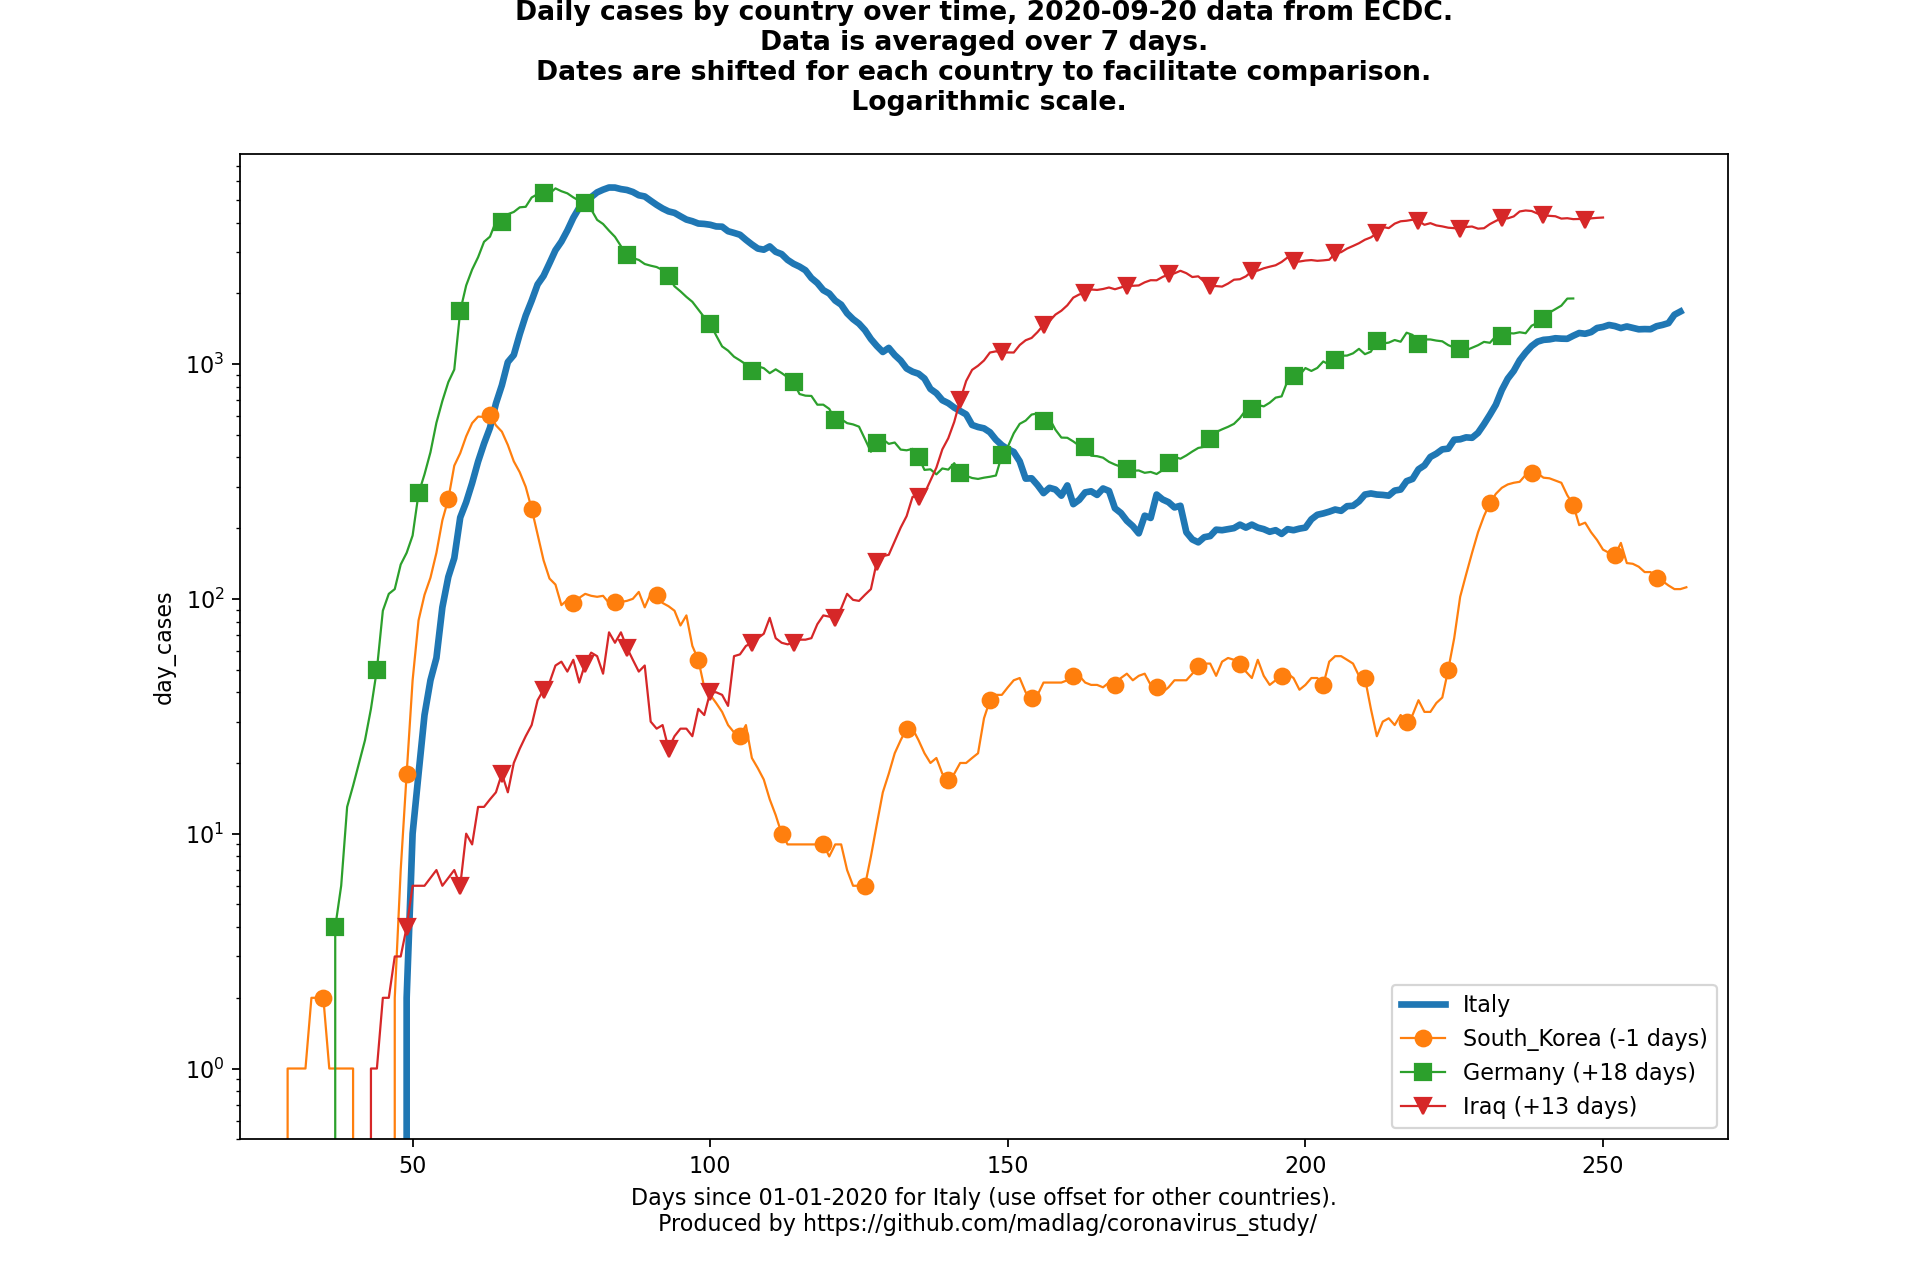 Daily cases by country over time, 2020-09-20 data from ECDC.
Data is averaged over 7 days.
Dates are shifted for each country to facilitate comparison.
Logarithmic scale.
10³
10²
10¹
10⁰
day_cases
Italy
South_Korea (-1 days)
Germany (+18 days)
Iraq (+13 days)
50
100
150
200
250
Days since 01-01-2020 for Italy (use offset for other countries).
Produced by https://github.com/madlag/coronavirus_study/